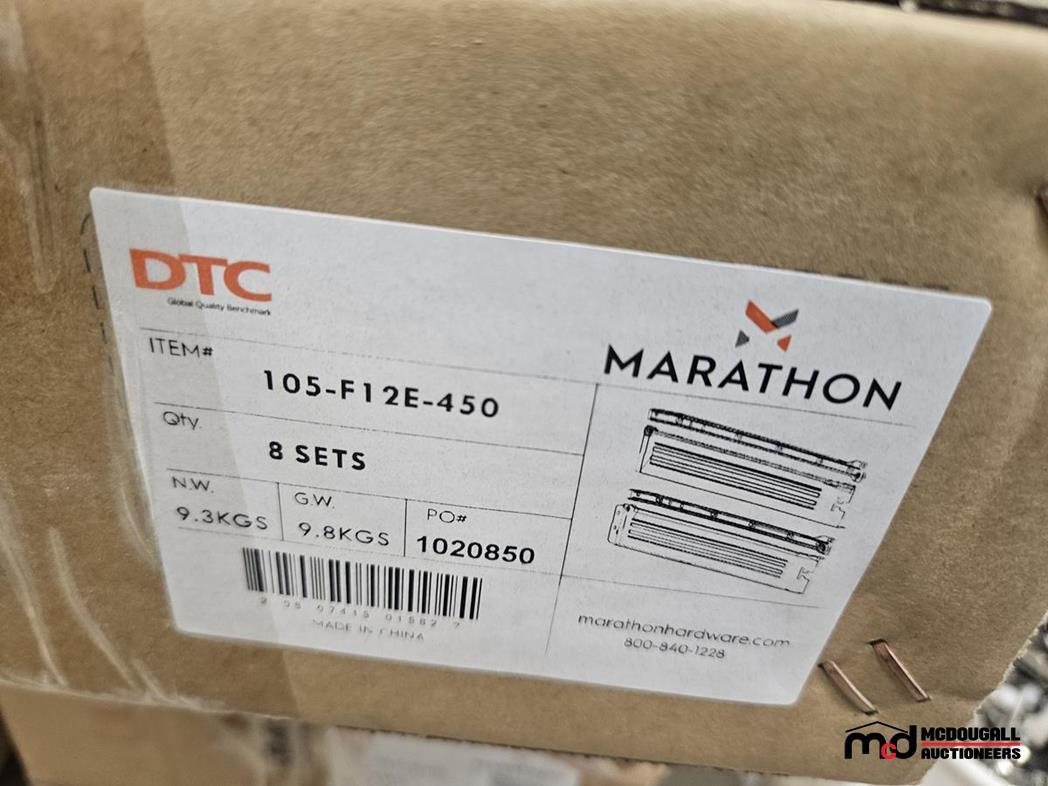 DTC
Global Quality Benchmark
ITEM#
105-F12E-450
Qty.
8 SETS
N.W.
9.3KGS
G.W.
9.8KGS
PO#
1020850
MADE IN CHINA
MARATHON
marathonhardware.com
800-840-1228
mcd MCDOUGALL
AUCTIONEERS